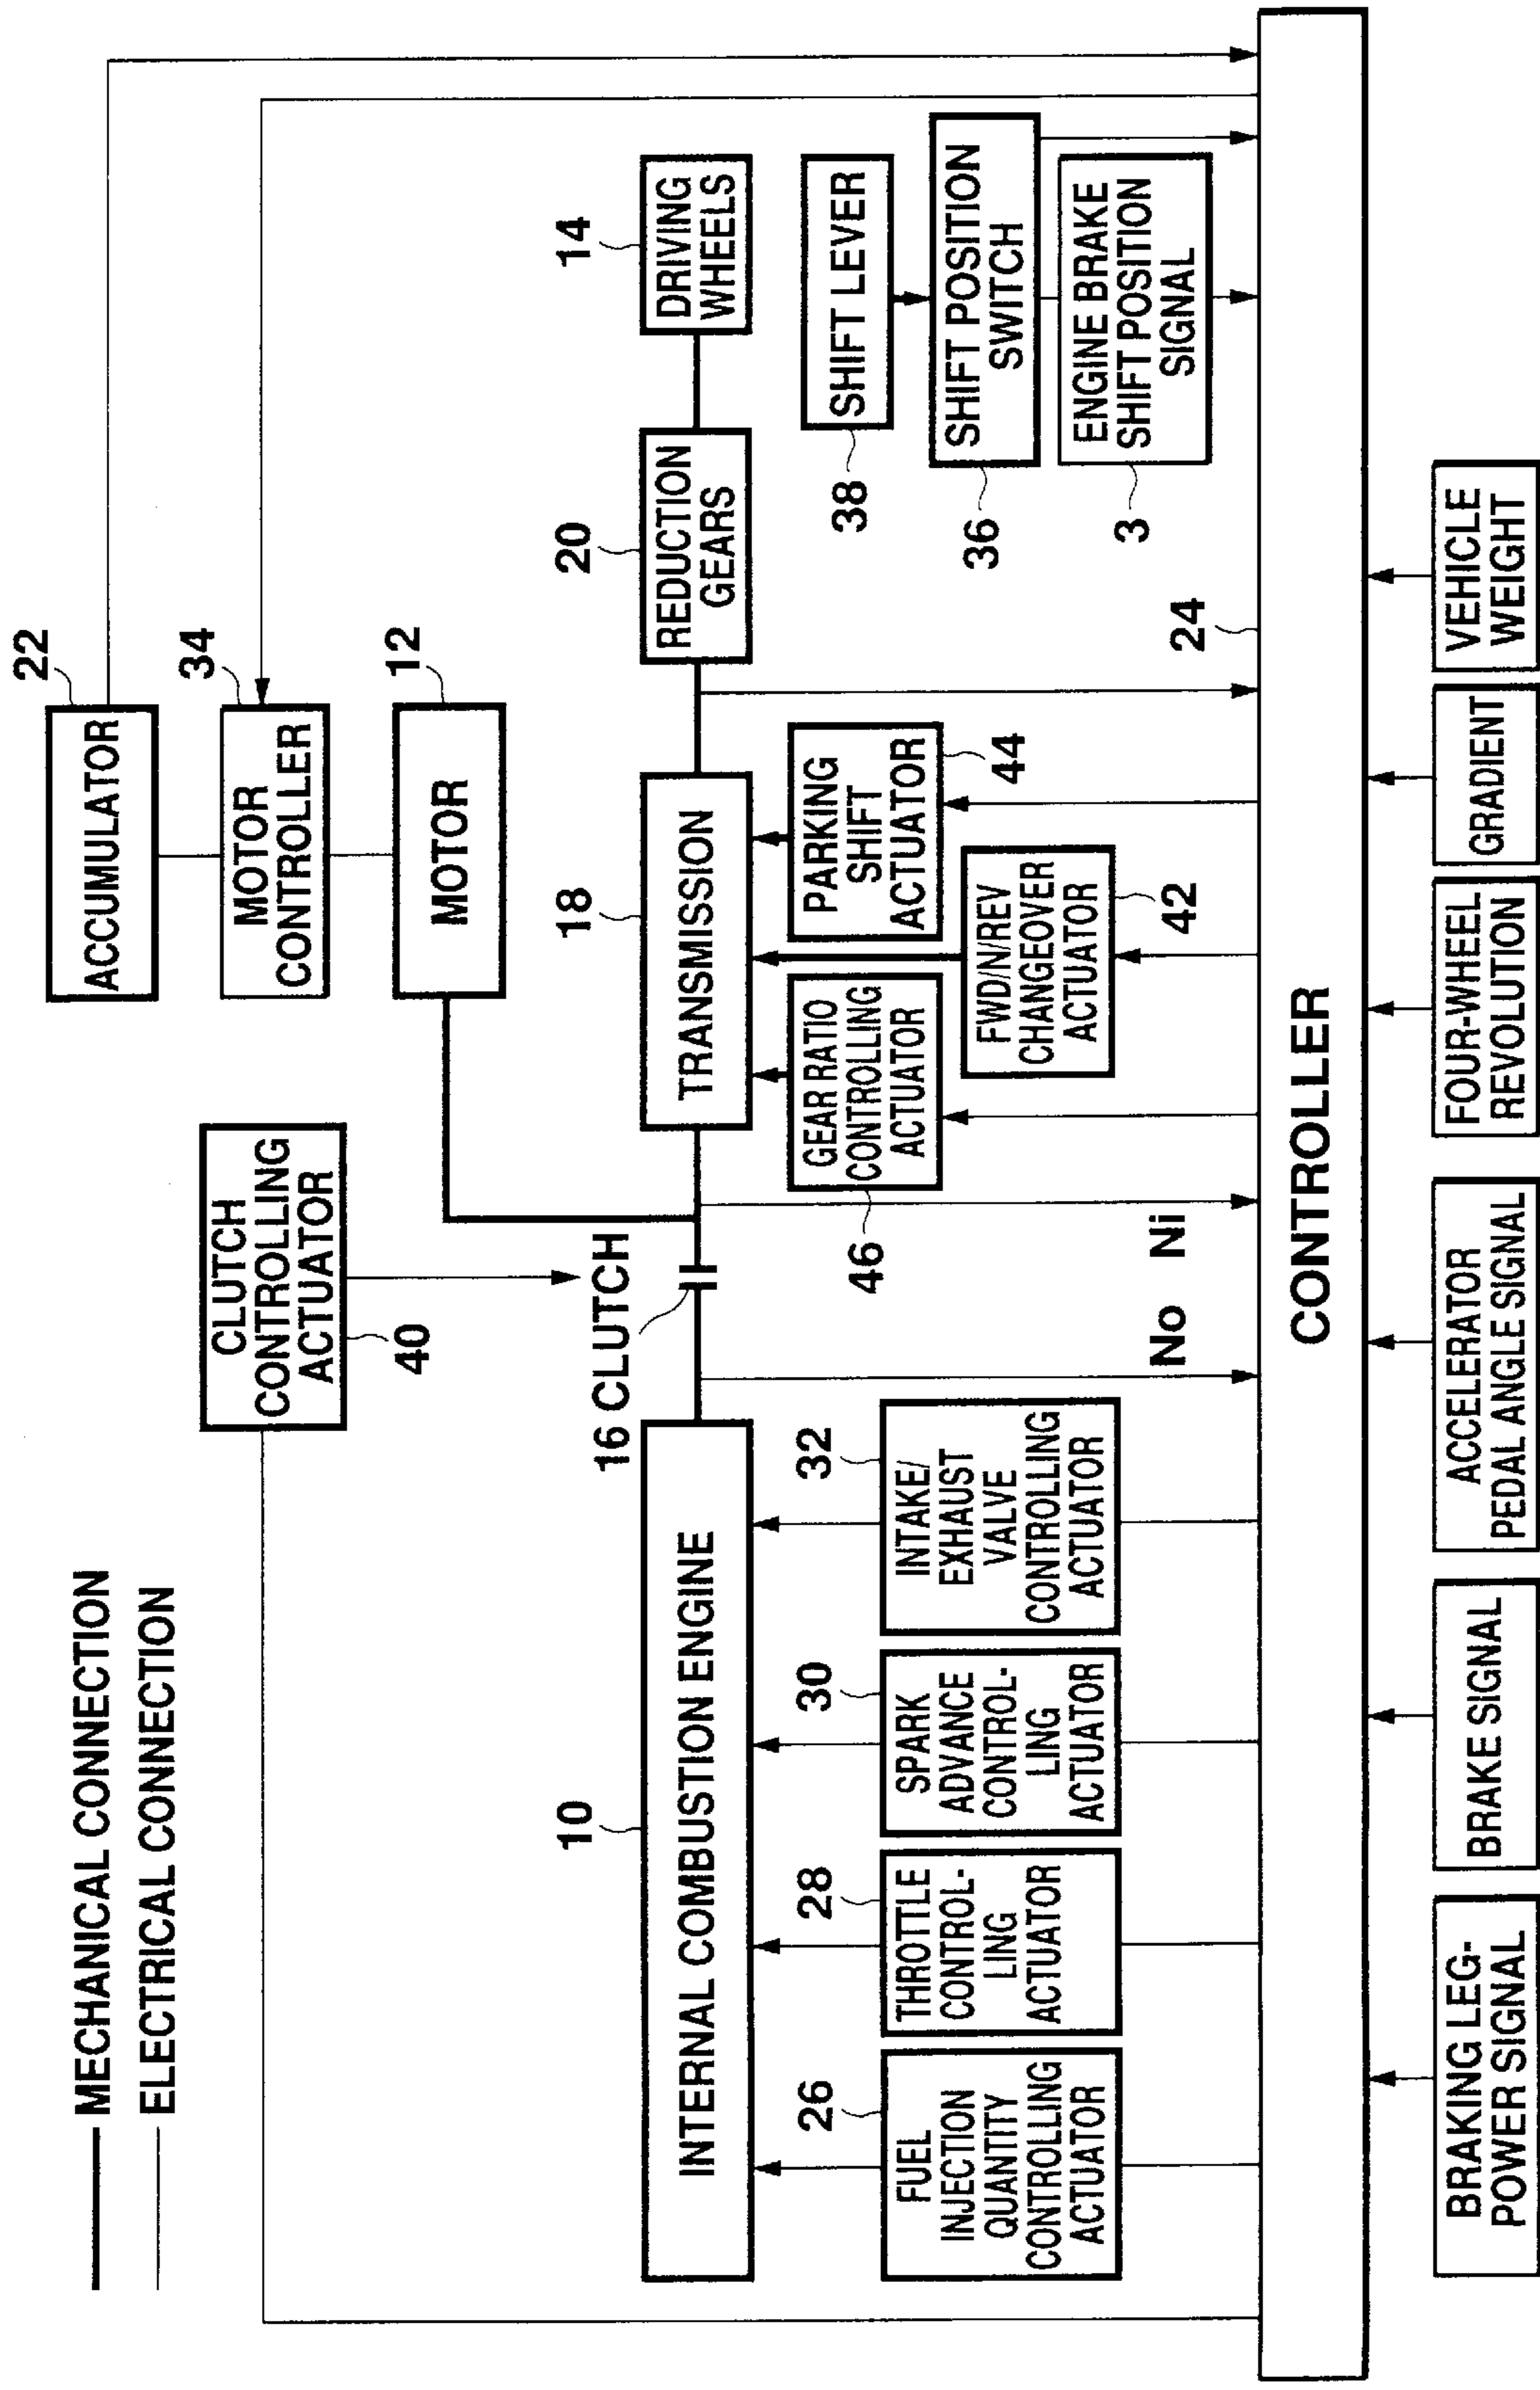 MECHANICAL CONNECTION
ELECTRICAL CONNECTION
22
ACCUMULATOR
34
MOTOR
CONTROLLER
12
MOTOR
CLUTCH
CONTROLLING
ACTUATOR
40
16 CLUTCH
10
INTERNAL COMBUSTION ENGINE
18
TRANSMISSION
20
REDUCTION
GEARS
14
DRIVING
WHEELS
26
FUEL
INJECTION
QUANTITY
CONTROLLING
ACTUATOR
28
THROTTLE
CONTROL-
LING
ACTUATOR
30
SPARK
ADVANCE
CONTROL-
LING
ACTUATOR
32
INTAKE/
EXHAUST
VALVE
CONTROLLING
ACTUATOR
46
GEAR RATIO
CONTROLLING
ACTUATOR
FWD/N/REV
CHANGEOVER
ACTUATOR
42
PARKING
SHIFT
ACTUATOR
44
38
SHIFT LEVER
36
SHIFT POSITION
SWITCH
3
ENGINE BRAKE
SHIFT POSITION
SIGNAL
No
Ni
24
CONTROLLER
BRAKING LEG-
POWER SIGNAL
BRAKE SIGNAL
ACCELERATOR
PEDAL ANGLE SIGNAL
FOUR-WHEEL
REVOLUTION
GRADIENT
VEHICLE
WEIGHT